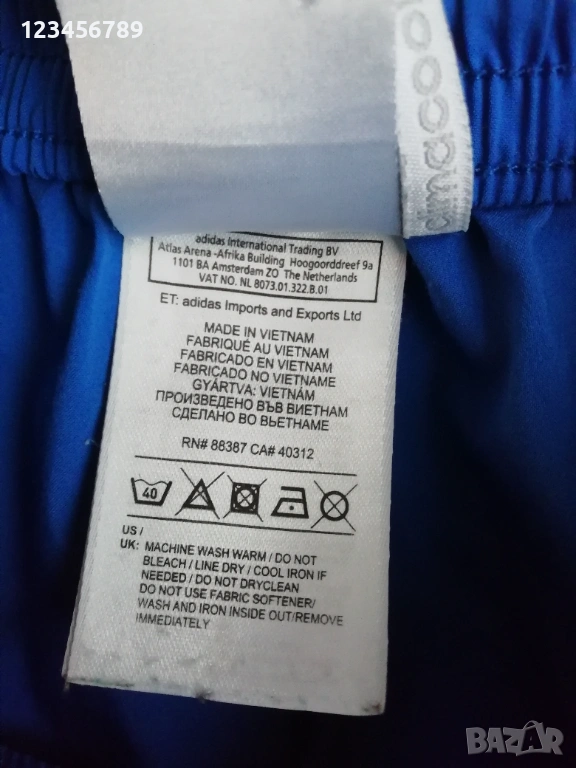 123456789
climacool
adidas International Trading BV
Atlas Arena -Afrika Building Hoogoorddreef 9a
1101 BA Amsterdam ZO The Netherlands
VAT NO. NL 8073.01.322.B.01
ET: adidas Imports and Exports Ltd
MADE IN VIETNAM
FABRIQUÉ AU VIETNAM
FABRICADO EN VIETNAM
FABRICADO NO VIETNAME
GYÁRTVA: VIETNÁM
ПРОИЗВЕДЕНО ВЪВ ВИЕТНАМ
СДЕЛАНО ВО ВЬЕТНАМЕ
RN# 88387 CA# 40312
40
US /
UK: MACHINE WASH WARM / DO NOT
BLEACH / LINE DRY / COOL IRON IF
NEEDED / DO NOT DRYCLEAN
DO NOT USE FABRIC SOFTENER/
WASH AND IRON INSIDE OUT/REMOVE
IMMEDIATELY
BAZAR